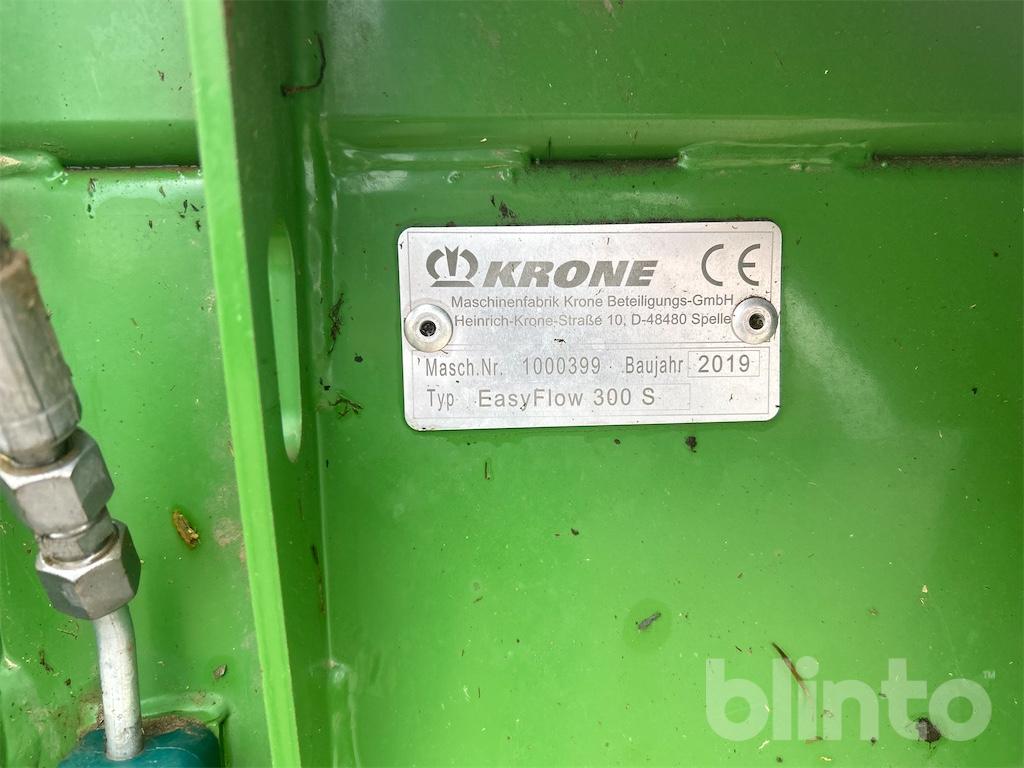 KRONE CE
Maschinenfabrik Krone Beteiligungs-GmbH
Heinrich-Krone-Straße 10, D-48480 Spelle
Masch.Nr. 1000399 Baujahr 2019
Typ EasyFlow 300 S
blinto™